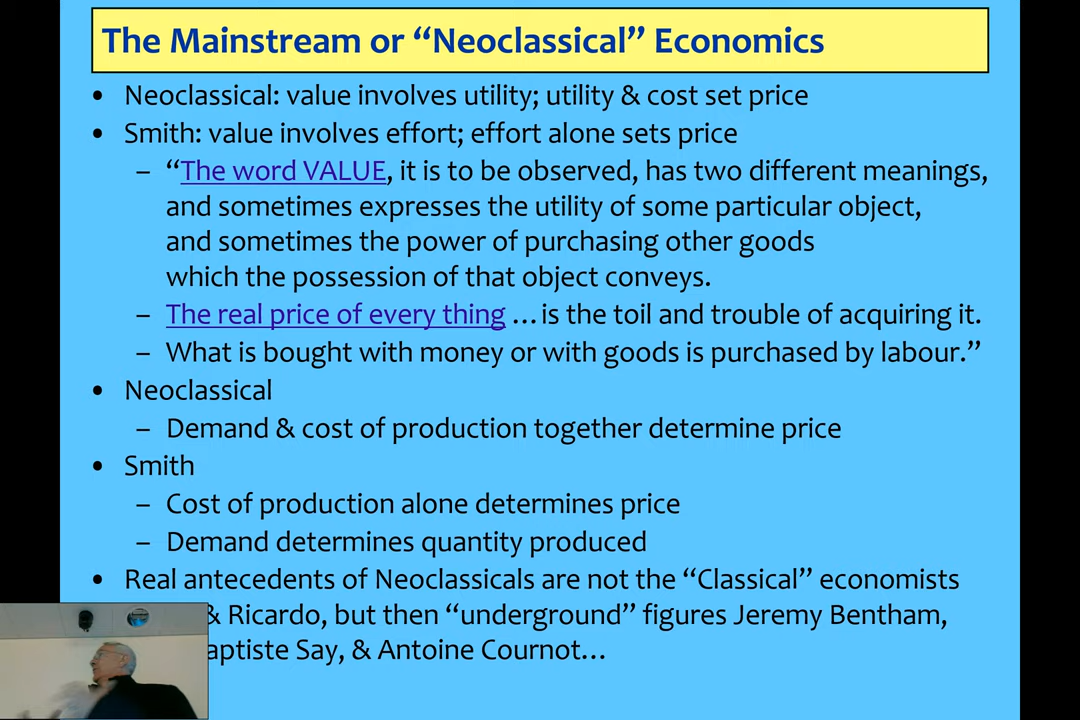 The Mainstream or “Neoclassical” Economics
• Neoclassical: value involves utility; utility & cost set price
• Smith: value involves effort; effort alone sets price
– “The word VALUE, it is to be observed, has two different meanings,
and sometimes expresses the utility of some particular object,
and sometimes the power of purchasing other goods
which the possession of that object conveys.
– The real price of every thing …is the toil and trouble of acquiring it.
– What is bought with money or with goods is purchased by labour.”
• Neoclassical
– Demand & cost of production together determine price
• Smith
– Cost of production alone determines price
– Demand determines quantity produced
• Real antecedents of Neoclassicals are not the “Classical” economists
& Ricardo, but then “underground” figures Jeremy Bentham,
aptiste Say, & Antoine Cournot…